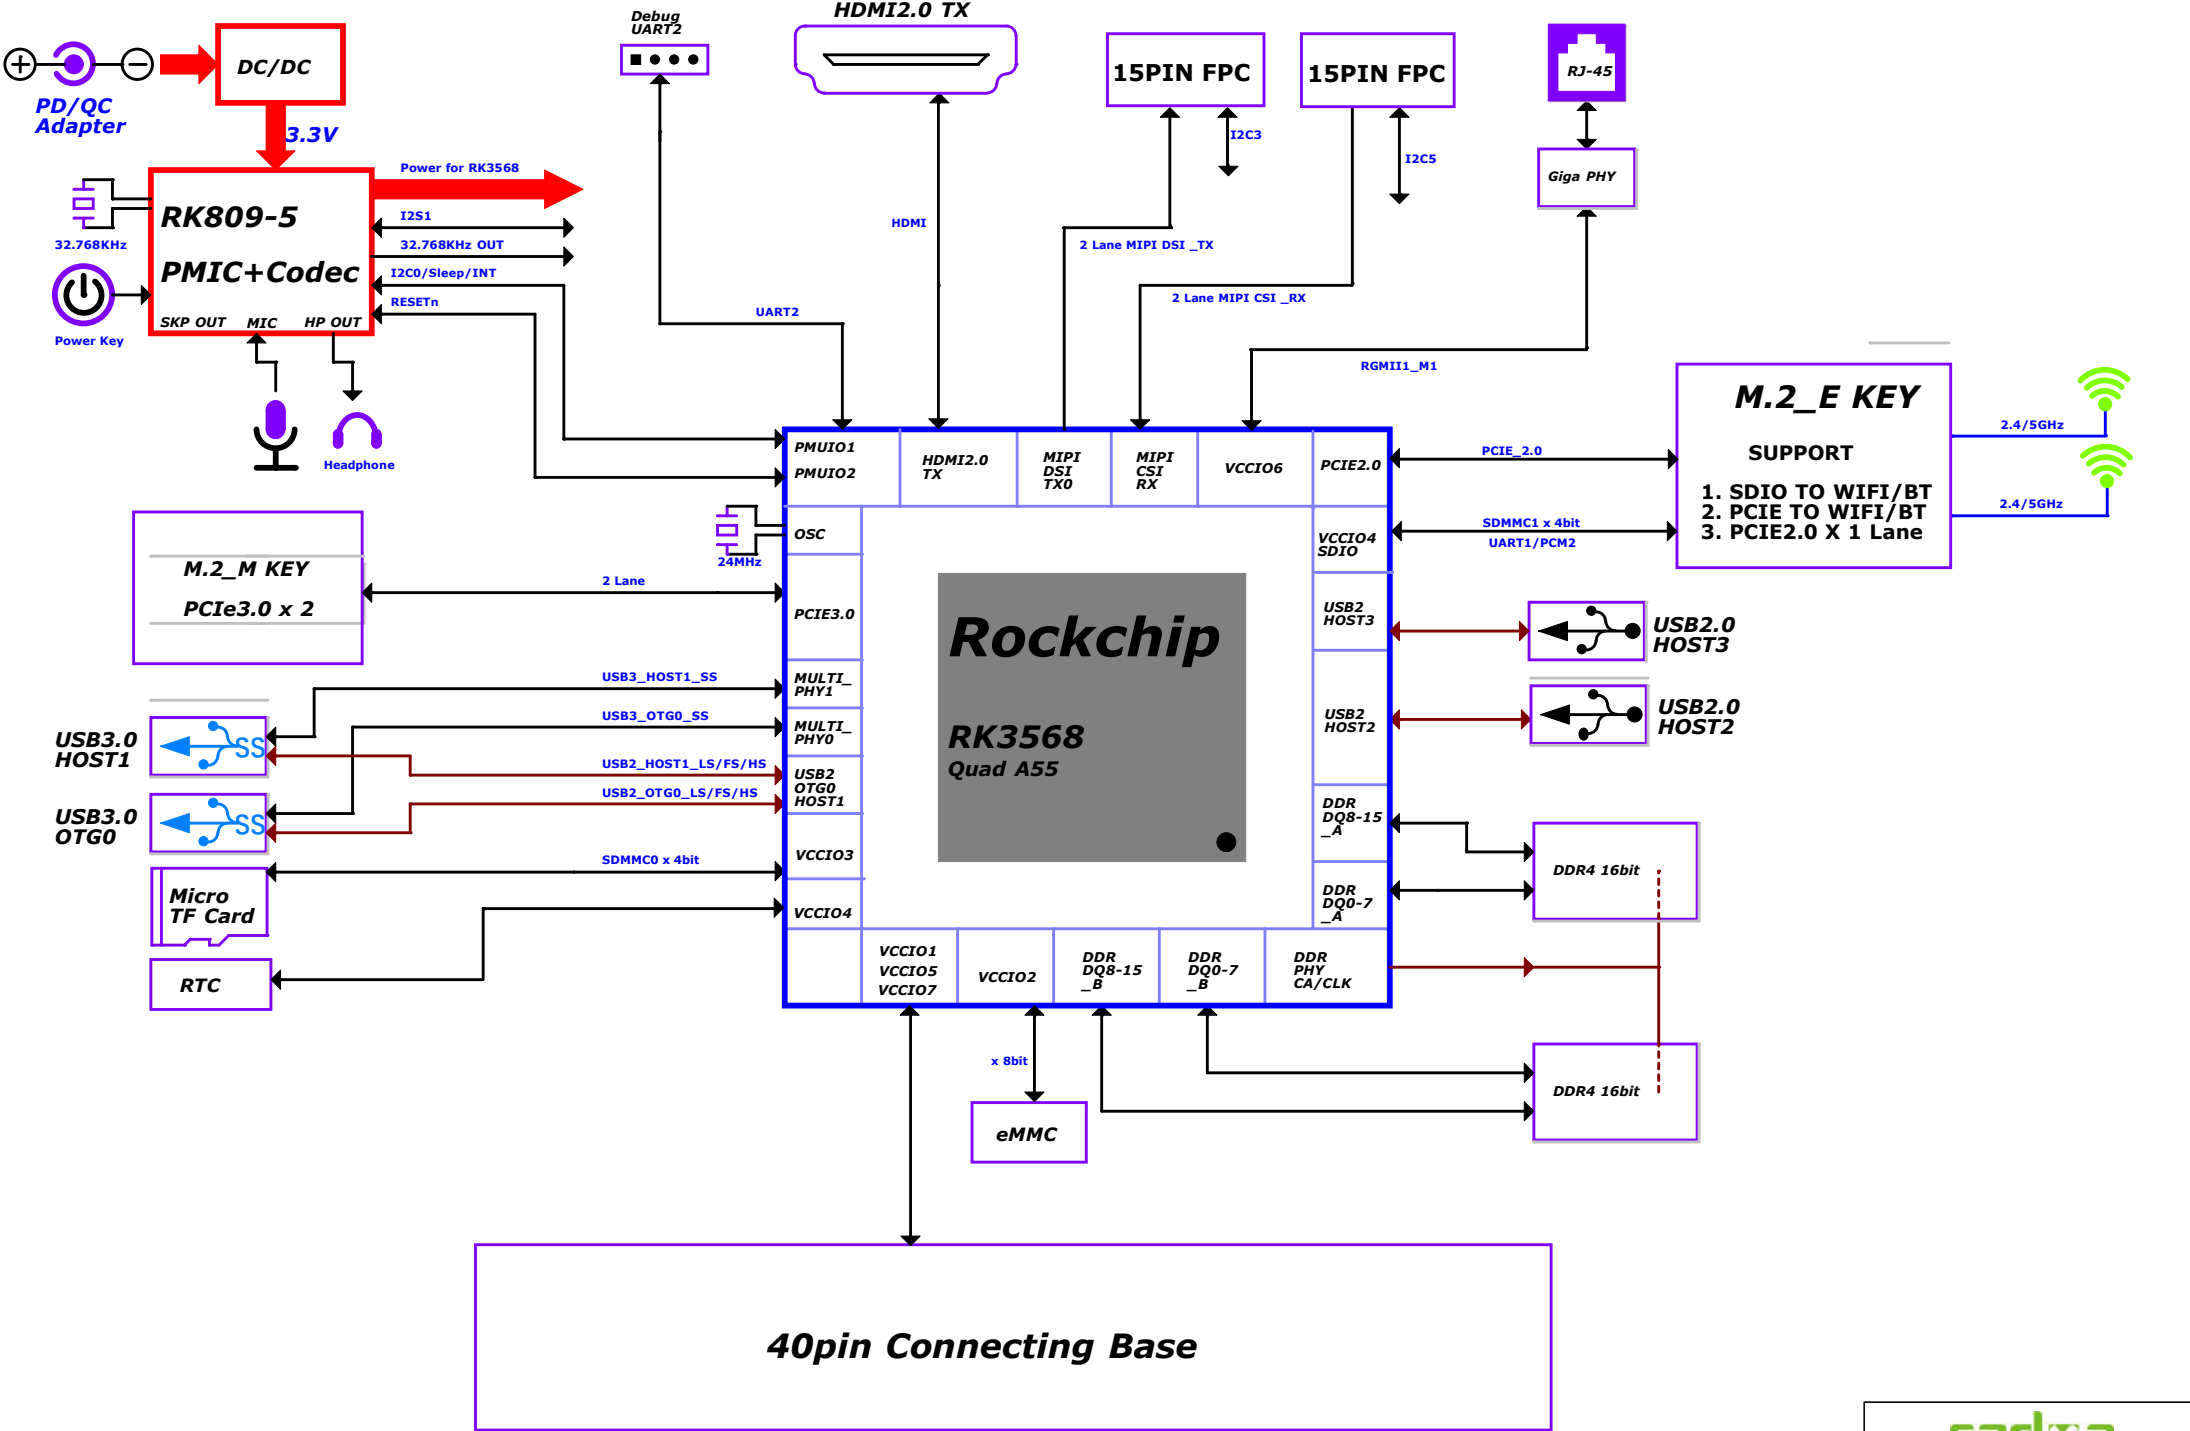 HDMI2.0 TX
Debug
UART2
DC/DC
PD/QC
Adapter
3.3V
15PIN FPC
15PIN FPC
RJ-45
I2C3
I2C5
Giga PHY
Power for RK3568
RK809-5
PMIC+Codec
I2S1
32.768KHz OUT
I2C0/Sleep/INT
RESETn
SKP OUT
MIC
HP OUT
32.768KHz
Power Key
Headphone
HDMI
2 Lane MIPI DSI _TX
2 Lane MIPI CSI _RX
UART2
RGMII1_M1
M.2_E KEY
SUPPORT
1. SDIO TO WIFI/BT
2. PCIE TO WIFI/BT
3. PCIE2.0 X 1 Lane
2.4/5GHz
2.4/5GHz
PCIE_2.0
SDMMC1 x 4bit
UART1/PCM2
PMUIO1
PMUIO2
HDMI2.0
TX
MIPI
DSI
TX0
MIPI
CSI
RX
VCCIO6
PCIE2.0
OSC
24MHz
VCCIO4
SDIO
M.2_M KEY
PCIe3.0 x 2
2 Lane
PCIE3.0
USB2
HOST3
USB2.0
HOST3
Rockchip
RK3568
Quad A55
USB3_HOST1_SS
MULTI_
PHY1
USB3_OTG0_SS
MULTI_
PHY0
USB2
HOST2
USB2.0
HOST2
USB3.0
HOST1
SS
USB2_HOST1_LS/FS/HS
USB2_OTG0_LS/FS/HS
USB2
OTG0
HOST1
USB3.0
OTG0
SS
DDR
DQ8-15
_A
SDMMC0 x 4bit
VCCIO3
DDR4 16bit
Micro
TF Card
VCCIO4
DDR
DQ0-7
_A
RTC
VCCIO1
VCCIO5
VCCIO7
VCCIO2
DDR
DQ8-15
_B
DDR
DQ0-7
_B
DDR
PHY
CA/CLK
x 8bit
eMMC
DDR4 16bit
40pin Connecting Base